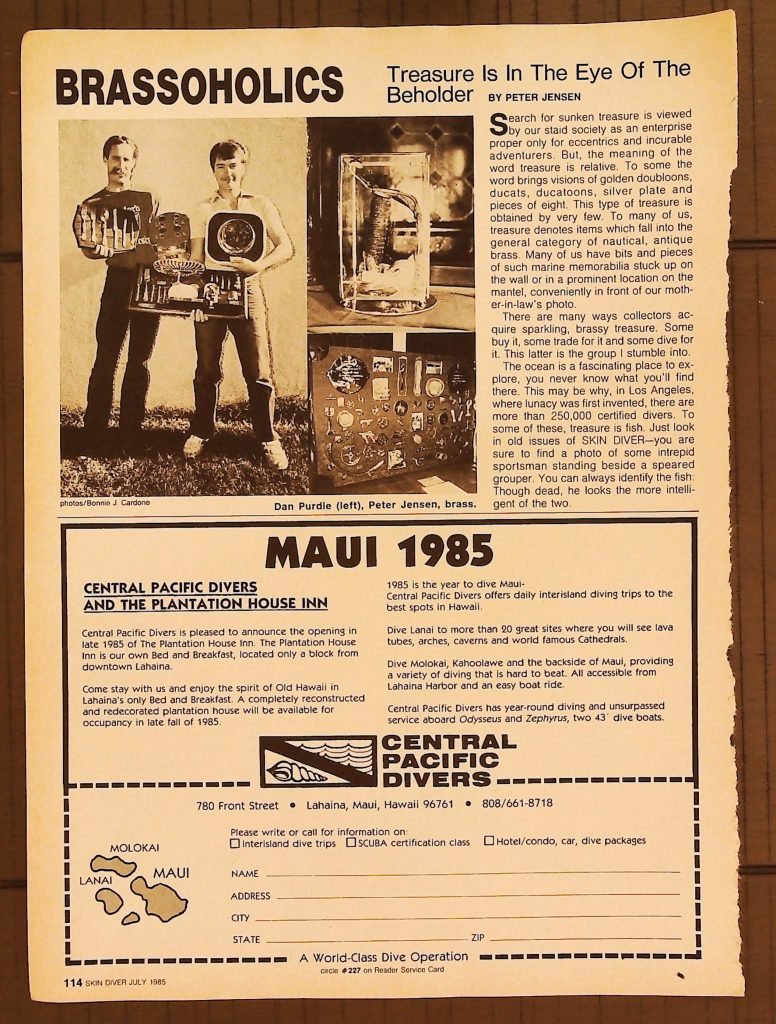 BRASSOHOLICS
Treasure Is In The Eye Of The
Beholder BY PETER JENSEN
Search for sunken treasure is viewed
by our staid society as an enterprise
proper only for eccentrics and incurable
adventurers. But, the meaning of the
word treasure is relative. To some the
word brings visions of golden doubloons,
ducats, ducatoons, silver plate and
pieces of eight. This type of treasure is
obtained by very few. To many of us,
treasure denotes items which fall into the
general category of nautical, antique
brass. Many of us have bits and pieces
of such marine memorabilia stuck up on
the wall or in a prominent location on the
mantel, conveniently in front of our moth-
er-in-law's photo.
There are many ways collectors ac-
quire sparkling, brassy treasure. Some
buy it, some trade for it and some dive for
it. This latter is the group I stumble into.
The ocean is a fascinating place to ex-
plore, you never know what you'll find
there. This may be why, in Los Angeles,
where lunacy was first invented, there are
more than 250,000 certified divers. To
some of these, treasure is fish. Just look
in old issues of SKIN DIVER—you are
sure to find a photo of some intrepid
sportsman standing beside a speared
grouper. You can always identify the fish:
Though dead, he looks the more intelli-
gent of the two.
photos/Bonnie J. Cardone
Dan Purdie (left), Peter Jensen, brass.
MAUI 1985
CENTRAL PACIFIC DIVERS
AND THE PLANTATION HOUSE INN
Central Pacific Divers is pleased to announce the opening in
late 1985 of The Plantation House Inn. The Plantation House
Inn is our own Bed and Breakfast, located only a block from
downtown Lahaina.
Come stay with us and enjoy the spirit of Old Hawaii in
Lahaina's only Bed and Breakfast. A completely reconstructed
and redecorated plantation house will be available for
occupancy in late fall of 1985.
1985 is the year to dive Maui-
Central Pacific Divers offers daily interisland diving trips to the
best spots in Hawaii.
Dive Lanai to more than 20 great sites where you will see lava
tubes, arches, caverns and world famous Cathedrals.
Dive Molokai, Kahoolawe and the backside of Maui, providing
a variety of diving that is hard to beat. All accessible from
Lahaina Harbor and an easy boat ride.
Central Pacific Divers has year-round diving and unsurpassed
service aboard Odysseus and Zephyrus, two 43' dive boats.
CENTRAL
PACIFIC
DIVERS
780 Front Street • Lahaina, Maui, Hawaii 96761 • 808/661-8718
Please write or call for information on:
Interisland dive trips SCUBA certification class Hotel/condo, car, dive packages
MOLOKAI
LANAI
MAUI
NAME
ADDRESS
CITY
STATE ZIP
A World-Class Dive Operation
circle #227 on Reader Service Card
114 SKIN DIVER JULY 1985